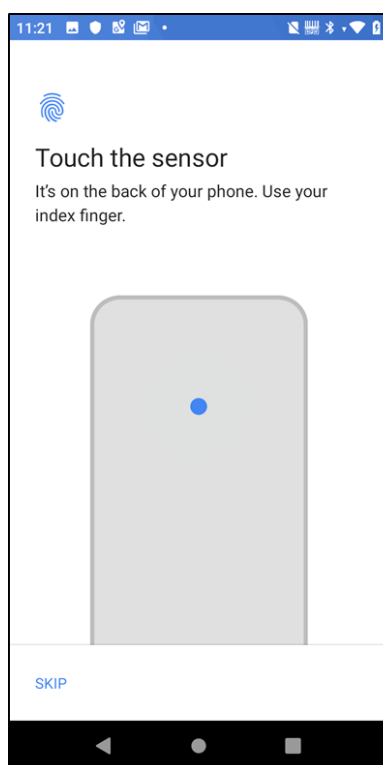 11:21
Touch the sensor
It's on the back of your phone. Use your
index finger.
SKIP